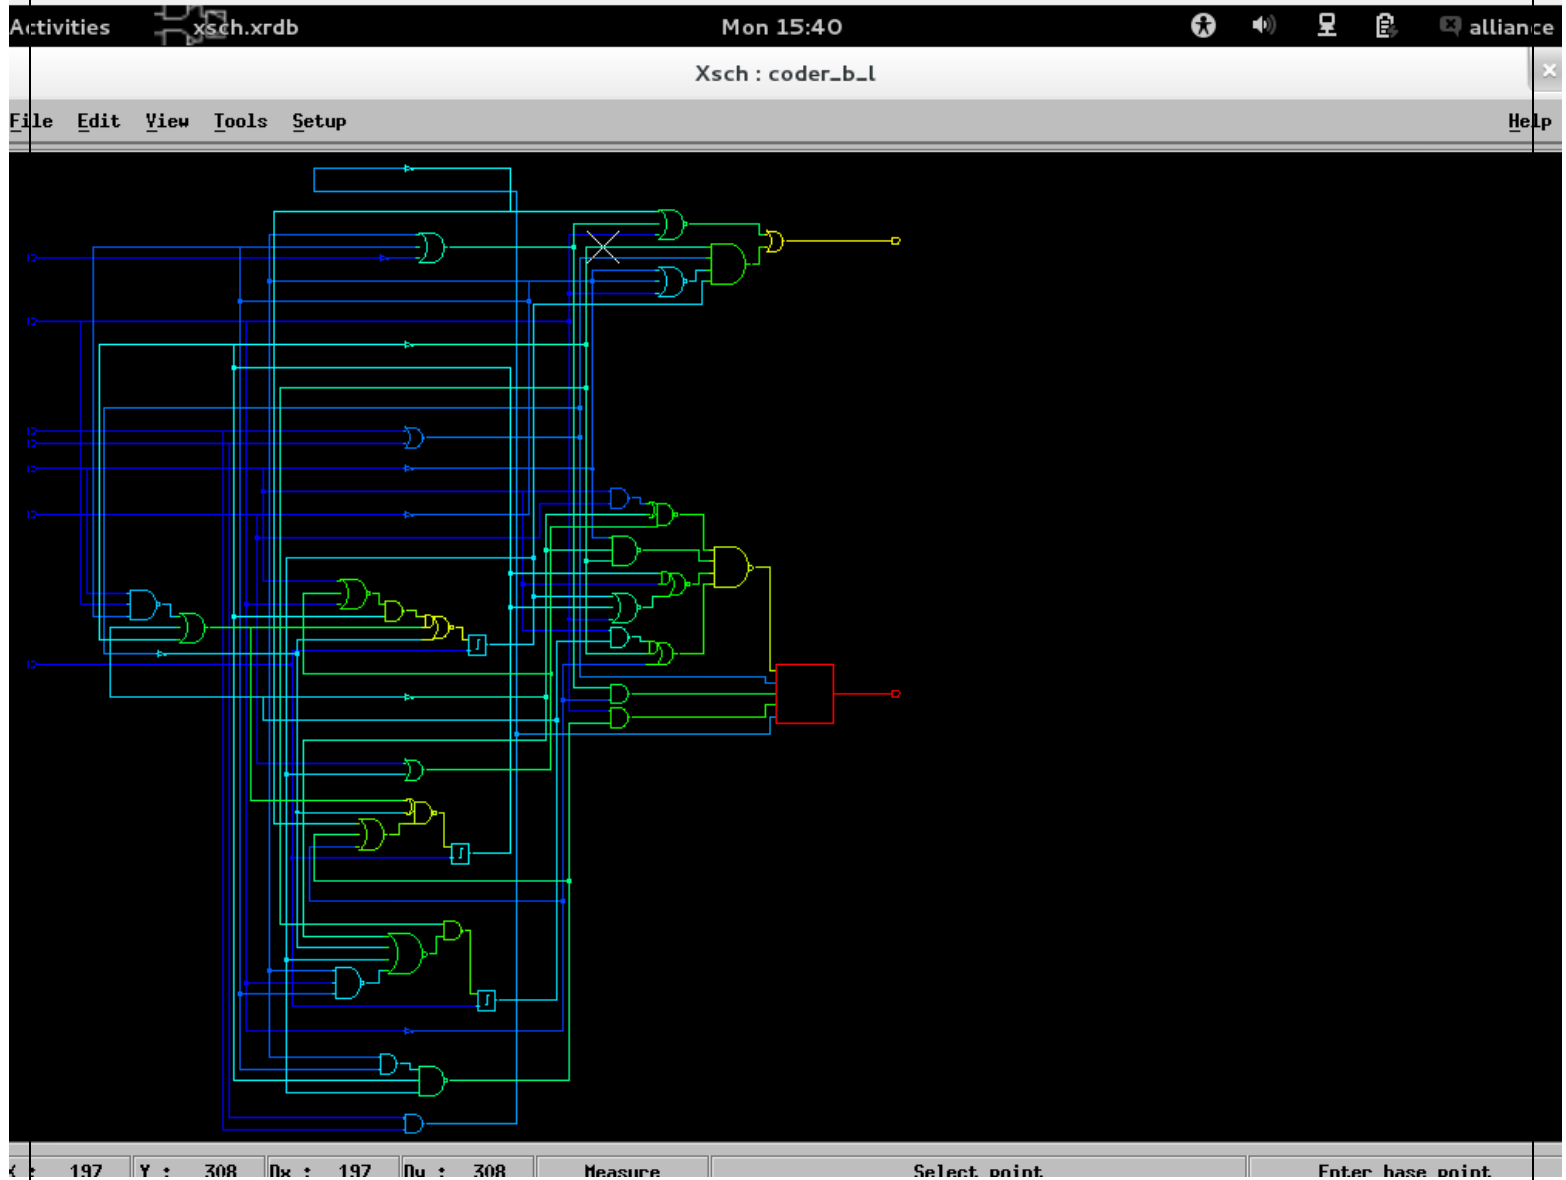 Activities xsch.xrdb Mon 15:40 alliance
Xsch : coder_b_l
File Edit View Tools Setup Help
X : 197 Y : 308 Dx : 197 Dy : 308 Measure Select point Enter base point